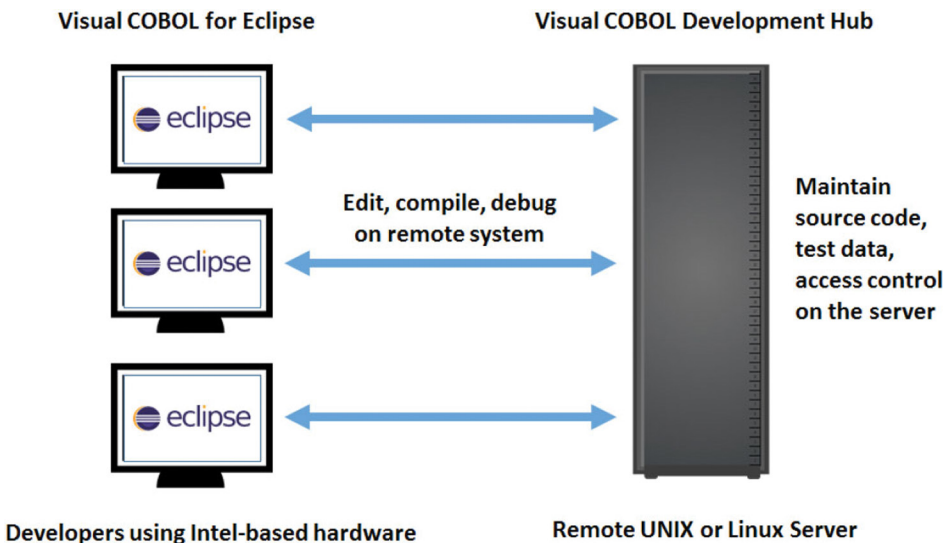 Visual COBOL for Eclipse
Visual COBOL Development Hub
eclipse
Edit, compile, debug
on remote system
eclipse
eclipse
Maintain
source code,
test data,
access control
on the server
Developers using Intel-based hardware
Remote UNIX or Linux Server